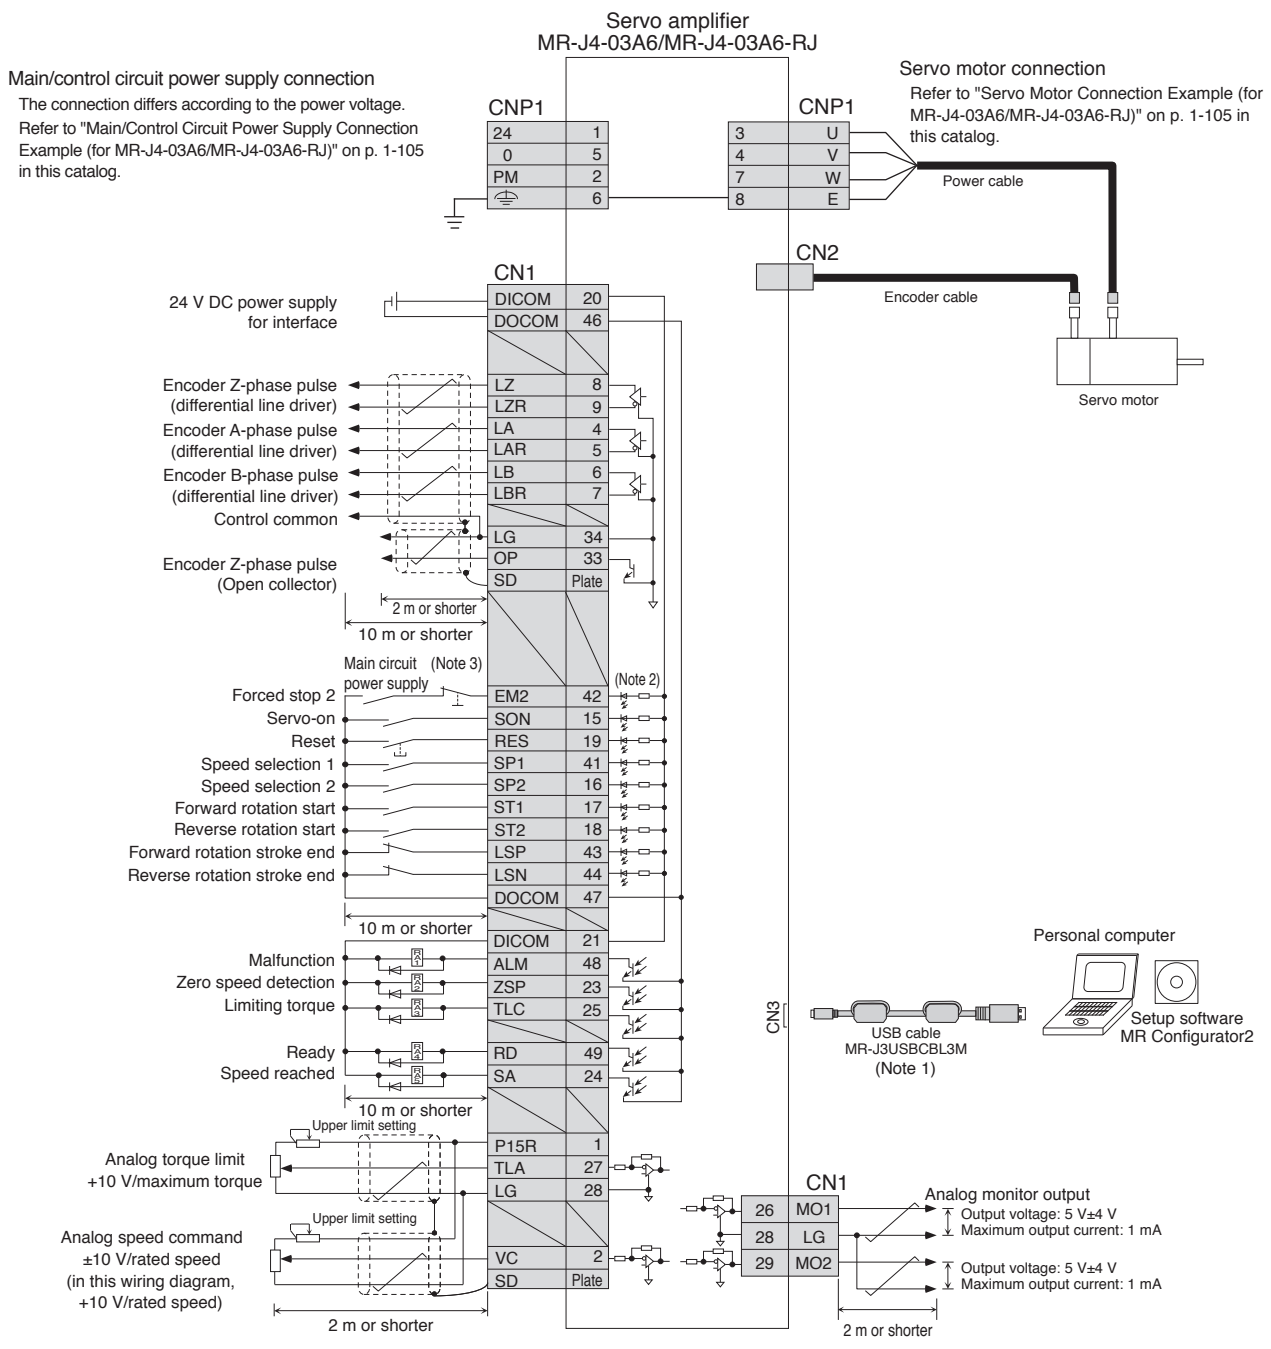 Servo amplifier
MR-J4-03A6/MR-J4-03A6-RJ
Main/control circuit power supply connection
The connection differs according to the power voltage.
Refer to "Main/Control Circuit Power Supply Connection
Example (for MR-J4-03A6/MR-J4-03A6-RJ)" on p. 1-105
in this catalog.
Servo motor connection
Refer to "Servo Motor Connection Example (for
MR-J4-03A6/MR-J4-03A6-RJ)" on p. 1-105 in
this catalog.
CNP1
24 1
0 5
PM 2
6
CNP1
3 U
4 V
7 W
8 E
Power cable
CN2
Encoder cable
Servo motor
CN1
24 V DC power supply
for interface
DICOM 20
DOCOM 46
Encoder Z-phase pulse
(differential line driver)
LZ 8
LZR 9
Encoder A-phase pulse
(differential line driver)
LA 4
LAR 5
Encoder B-phase pulse
(differential line driver)
LB 6
LBR 7
Control common
LG 34
Encoder Z-phase pulse
(Open collector)
OP 33
SD Plate
2 m or shorter
10 m or shorter
Main circuit
power supply
(Note 3)
(Note 2)
Forced stop 2 EM2 42
Servo-on SON 15
Reset RES 19
Speed selection 1 SP1 41
Speed selection 2 SP2 16
Forward rotation start ST1 17
Reverse rotation start ST2 18
Forward rotation stroke end LSP 43
Reverse rotation stroke end LSN 44
DOCOM 47
10 m or shorter
DICOM 21
Malfunction RA1 ALM 48
Zero speed detection RA2 ZSP 23
Limiting torque RA3 TLC 25
Ready RA4 RD 49
Speed reached RA5 SA 24
10 m or shorter
Upper limit setting
Analog torque limit
+10 V/maximum torque
P15R 1
TLA 27
LG 28
Upper limit setting
Analog speed command
±10 V/rated speed
(in this wiring diagram,
+10 V/rated speed)
VC 2
SD Plate
2 m or shorter
CN3
USB cable
MR-J3USBCBL3M
(Note 1)
Personal computer
Setup software
MR Configurator2
CN1
26 MO1
28 LG
29 MO2
Analog monitor output
Output voltage: 5 V±4 V
Maximum output current: 1 mA
Output voltage: 5 V±4 V
Maximum output current: 1 mA
2 m or shorter